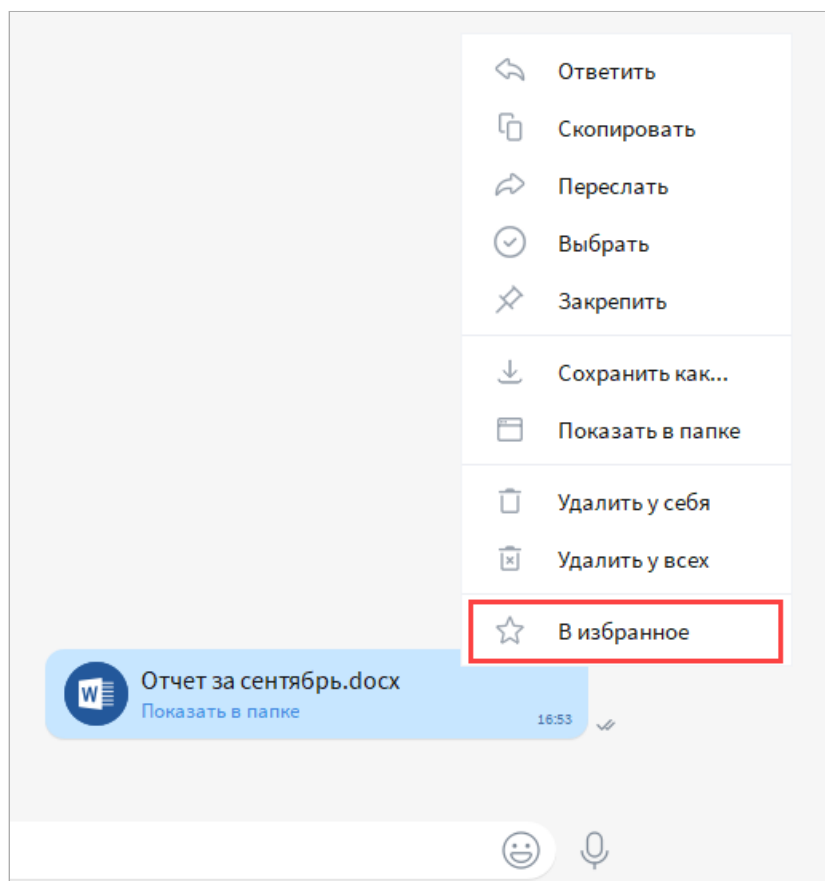 Ответить
Скопировать
Переслать
Выбрать
Закрепить
Сохранить как...
Показать в папке
Удалить у себя
Удалить у всех
В избранное
W
Отчет за сентябрь.docx
Показать в папке
16:53